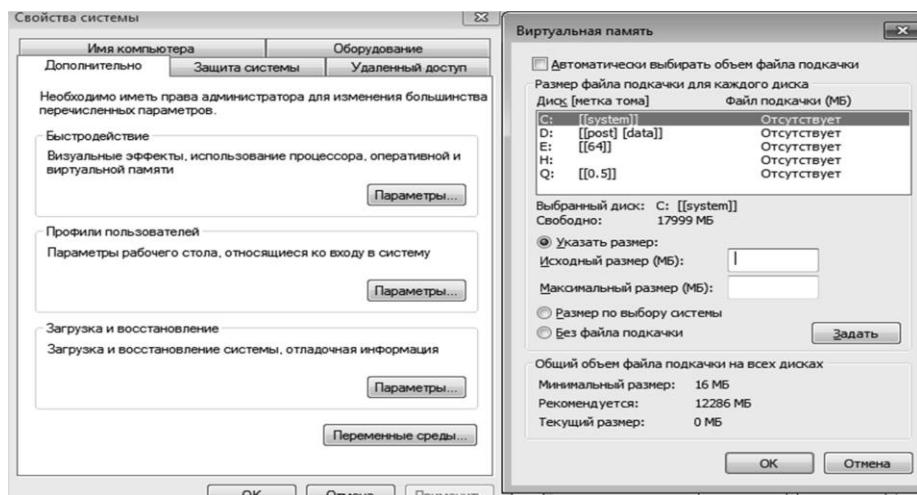 Свойства системы
Имя компьютера
Оборудование
Дополнительно
Защита системы
Удаленный доступ
Необходимо иметь права администратора для изменения большинства
перечисленных параметров.
Быстродействие
Визуальные эффекты, использование процессора, оперативной и
виртуальной памяти
Параметры...
Профили пользователей
Параметры рабочего стола, относящиеся ко входу в систему
Параметры...
Загрузка и восстановление
Загрузка и восстановление системы, отладочная информация
Параметры...
Переменные среды...
ОК
Отмена
Применить
Виртуальная память
Автоматически выбирать объем файла подкачки
Размер файла подкачки для каждого диска
Диск [метка тома] Файл подкачки (МБ)
C: [[system]] Отсутствует
D: [[post] [data]] Отсутствует
E: [[64]] Отсутствует
H: Отсутствует
Q: [[0.5]] Отсутствует
Выбранный диск: C: [[system]]
Свободно: 17999 МБ
Указать размер:
Исходный размер (МБ):
Максимальный размер (МБ):
Размер по выбору системы
Без файла подкачки
Задать
Общий объем файла подкачки на всех дисках
Минимальный размер: 16 МБ
Рекомендуется: 12286 МБ
Текущий размер: 0 МБ
ОК
Отмена